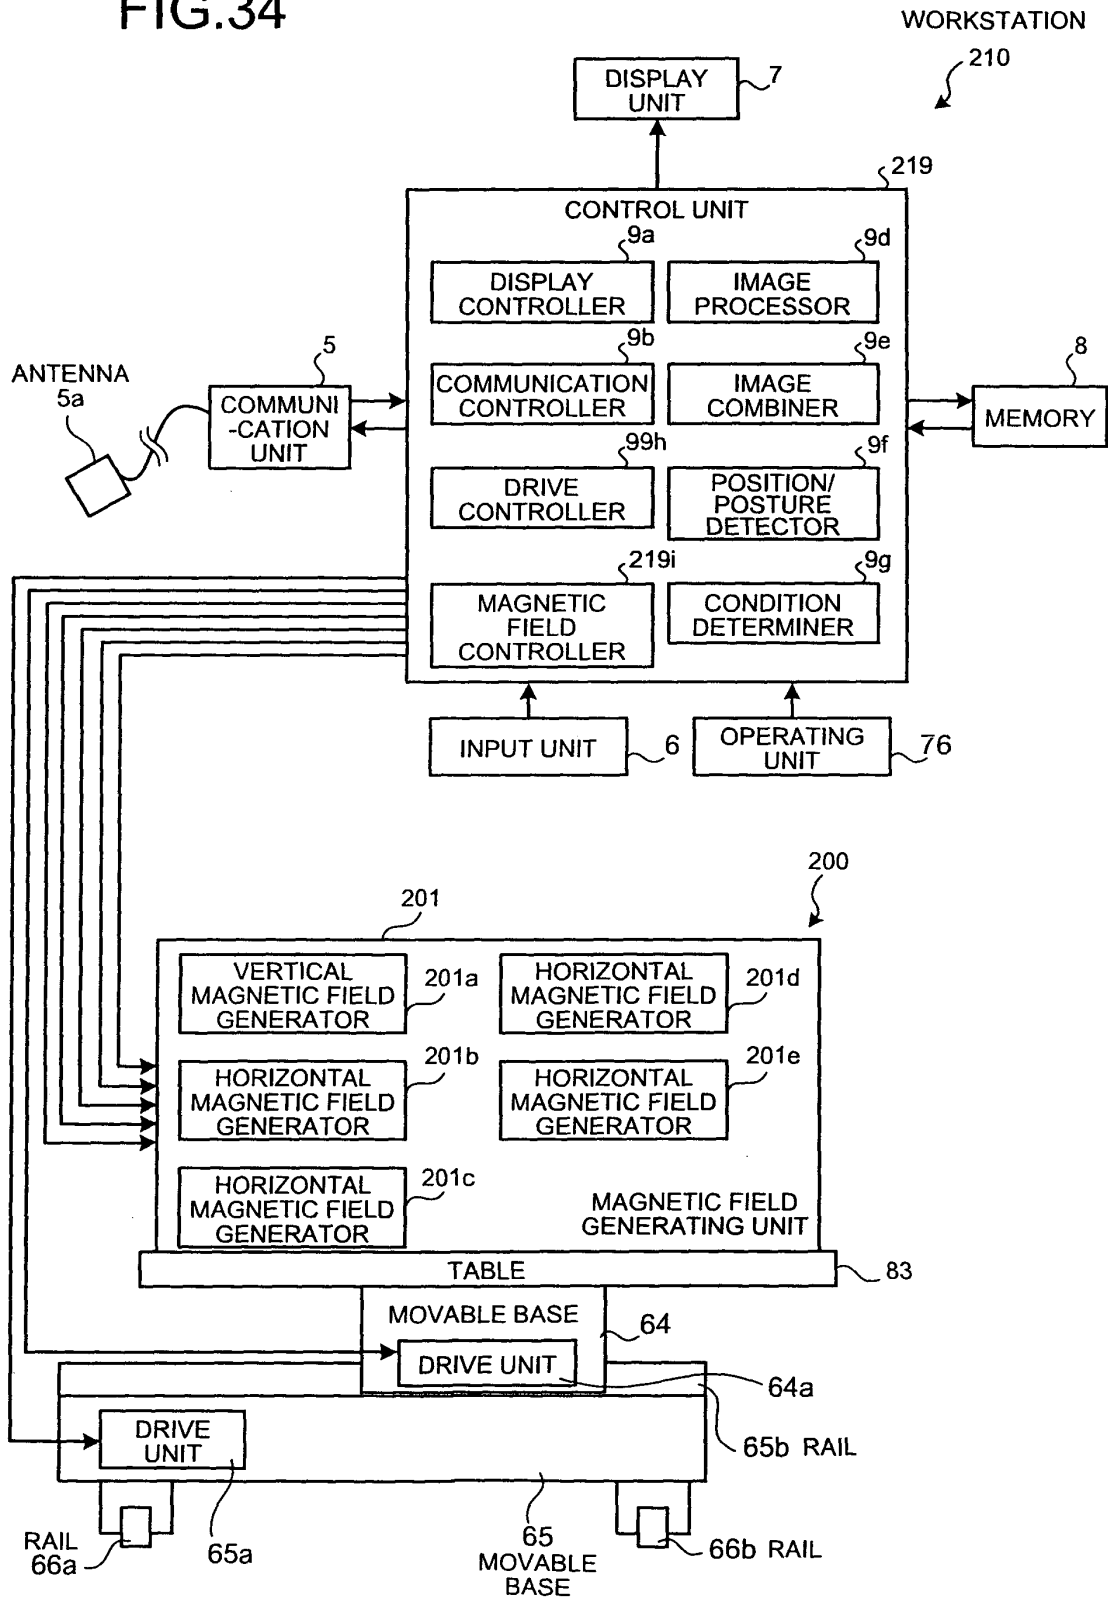 FIG.34
WORKSTATION
210
DISPLAY
UNIT
7
219
CONTROL UNIT
9a
DISPLAY
CONTROLLER
9d
IMAGE
PROCESSOR
9b
COMMUNICATION
CONTROLLER
9e
IMAGE
COMBINER
99h
DRIVE
CONTROLLER
9f
POSITION/
POSTURE
DETECTOR
219i
MAGNETIC
FIELD
CONTROLLER
9g
CONDITION
DETERMINER
ANTENNA
5a
5
COMMUNI
-CATION
UNIT
8
MEMORY
INPUT UNIT
6
OPERATING
UNIT
76
200
201
VERTICAL
MAGNETIC FIELD
GENERATOR
201a
HORIZONTAL
MAGNETIC FIELD
GENERATOR
201d
HORIZONTAL
MAGNETIC FIELD
GENERATOR
201b
HORIZONTAL
MAGNETIC FIELD
GENERATOR
201e
HORIZONTAL
MAGNETIC FIELD
GENERATOR
201c
MAGNETIC FIELD
GENERATING UNIT
TABLE
83
MOVABLE BASE
64
DRIVE UNIT
64a
DRIVE
UNIT
65b RAIL
RAIL
66a
65a
65
MOVABLE
BASE
66b RAIL